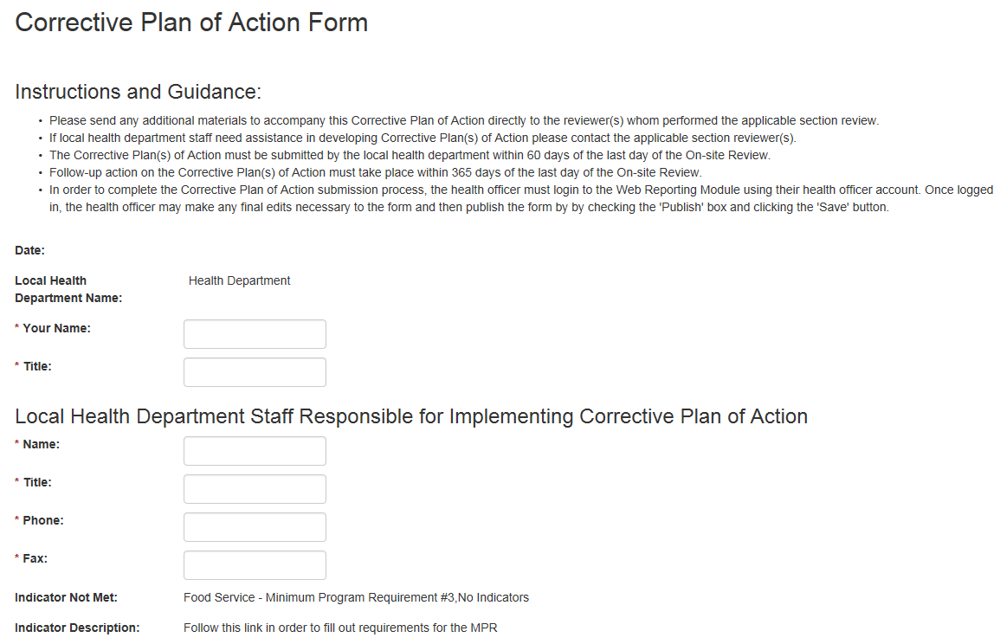 Corrective Plan of Action Form
Instructions and Guidance:
• Please send any additional materials to accompany this Corrective Plan of Action directly to the reviewer(s) whom performed the applicable section review.
• If local health department staff need assistance in developing Corrective Plan(s) of Action please contact the applicable section reviewer(s).
• The Corrective Plan(s) of Action must be submitted by the local health department within 60 days of the last day of the On-site Review.
• Follow-up action on the Corrective Plan(s) of Action must take place within 365 days of the last day of the On-site Review.
• In order to complete the Corrective Plan of Action submission process, the health officer must login to the Web Reporting Module using their health officer account. Once logged
in, the health officer may make any final edits necessary to the form and then publish the form by by checking the 'Publish' box and clicking the 'Save' button.
Date:
Local Health Health Department
Department Name:
* Your Name:
* Title:
Local Health Department Staff Responsible for Implementing Corrective Plan of Action
* Name:
* Title:
* Phone:
* Fax:
Indicator Not Met: Food Service - Minimum Program Requirement #3,No Indicators
Indicator Description: Follow this link in order to fill out requirements for the MPR